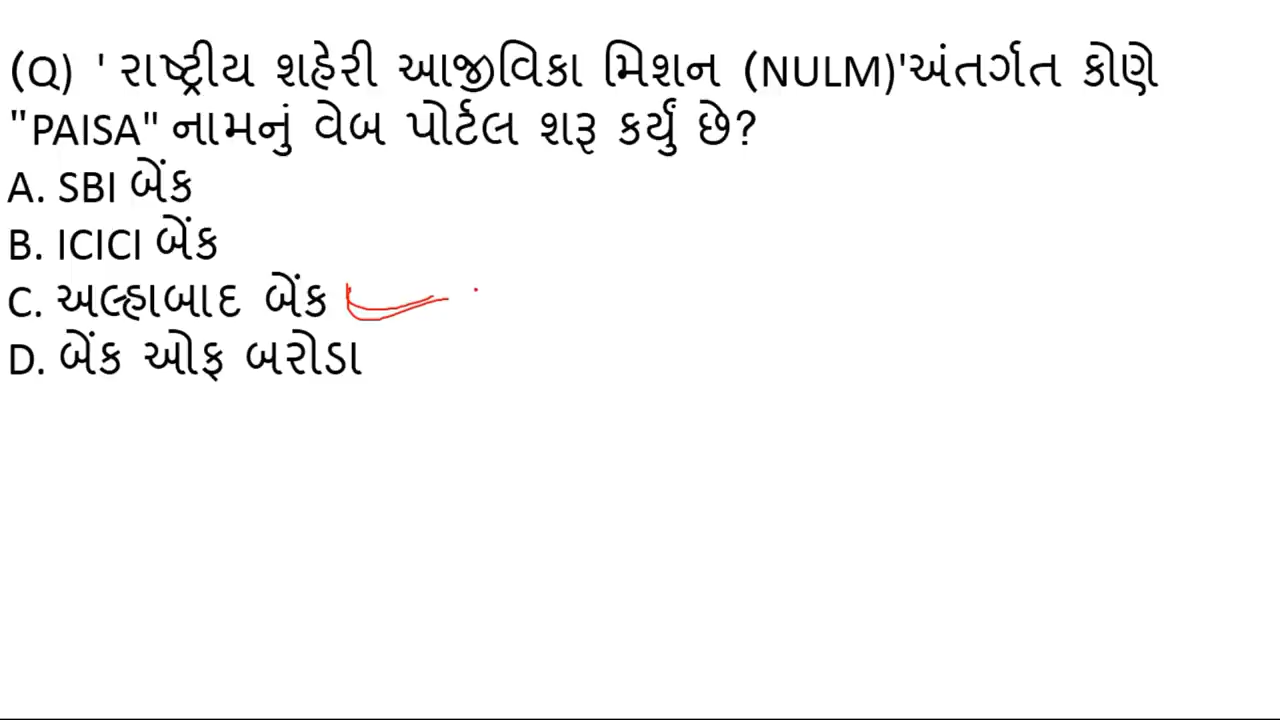 (Q) ' રાષ્ટ્રીય શહેરી આજીવિકા મિશન (NULM)'અંતર્ગત કોણે
"PAISA" નામનું વેબ પોર્ટલ શરૂ કર્યું છે?
A. SBI બેંક
B. ICICI બેંક
C. અલ્હાબાદ બેંક
D. બેંક ઓફ બરોડા